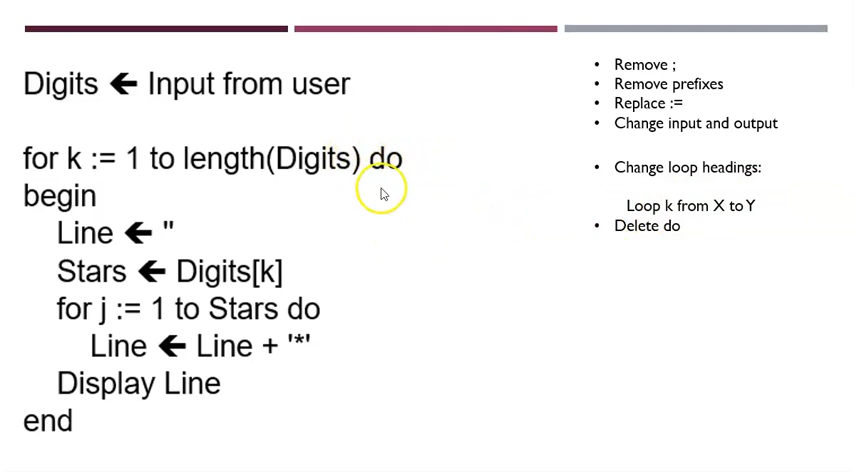 Digits 🡸 Input from user
for k := 1 to length(Digits) do
begin
Line 🡸 ''
Stars 🡸 Digits[k]
for j := 1 to Stars do
Line 🡸 Line + '*'
Display Line
end
• Remove ;
• Remove prefixes
• Replace :=
• Change input and output
• Change loop headings:
Loop k from X to Y
• Delete do